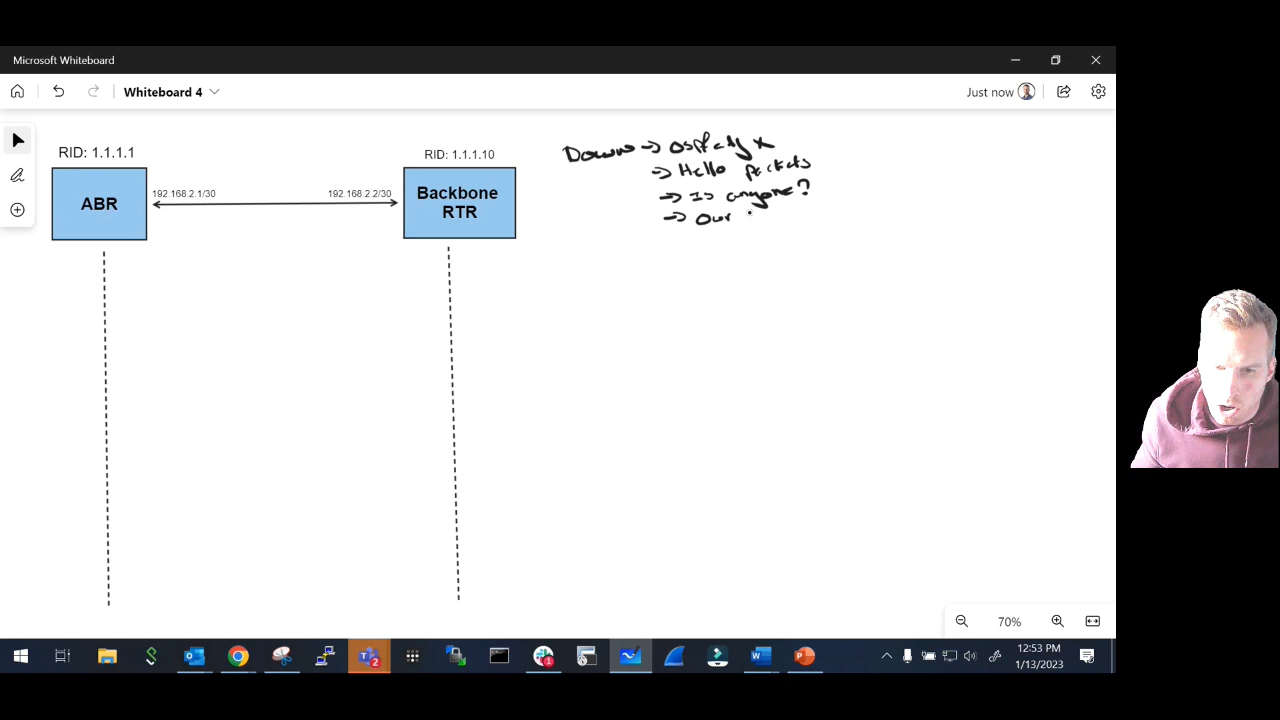 Microsoft Whiteboard
Whiteboard 4
Just now
RID: 1.1.1.1
RID: 1.1.1.10
ABR
192.168.2.1/30
192.168.2.2/30
Backbone
RTR
Down →
→ Hello packets
→ Is anyone?
→ Our
70%
12:53 PM
1/13/2023